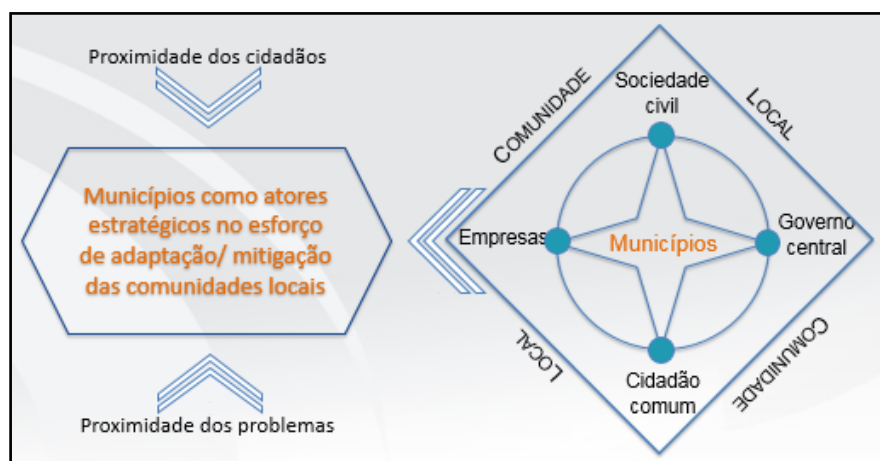 Proximidade dos cidadãos
Municípios como atores
estratégicos no esforço
de adaptação/ mitigação
das comunidades locais
Proximidade dos problemas
COMUNIDADE
LOCAL
Sociedade
civil
Empresas
Municípios
Governo
central
Cidadão
comum
LOCAL
COMUNIDADE